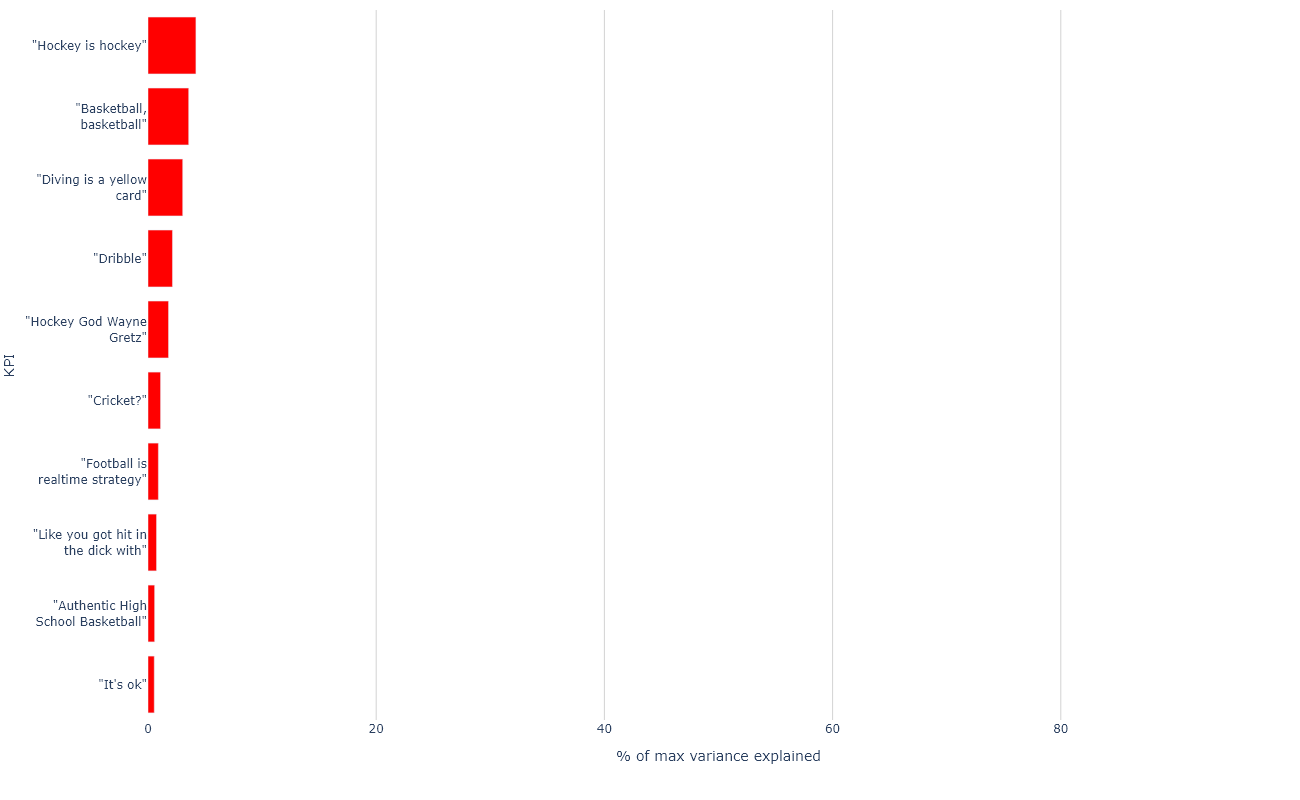 "Hockey is hockey"
"Basketball,
basketball"
"Diving is a yellow
card"
"Dribble"
"Hockey God Wayne
Gretz"
KPI
"Cricket?"
"Football is
realtime strategy"
"Like you got hit in
the dick with"
"Authentic High
School Basketball"
"It's ok"
0 20 40 60 80
% of max variance explained